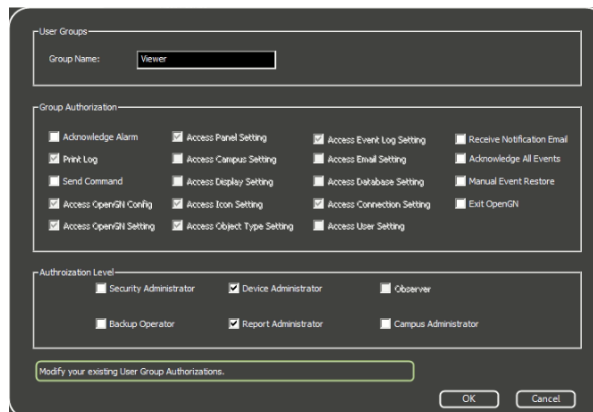 User Groups
Group Name: Viewer
Group Authorization
Acknowledge Alarm Access Panel Setting Access Event Log Setting Receive Notification Email
Print Log Access Campus Setting Access Email Setting Acknowledge All Events
Send Command Access Display Setting Access Database Setting Manual Event Restore
Access OpenGN Config Access Icon Setting Access Connection Setting Exit OpenGN
Access OpenGN Setting Access Object Type Setting Access User Setting
Authroization Level
Security Administrator Device Administrator Observer
Backup Operator Report Administrator Campus Administrator
Modify your existing User Group Authorizations.
OK Cancel